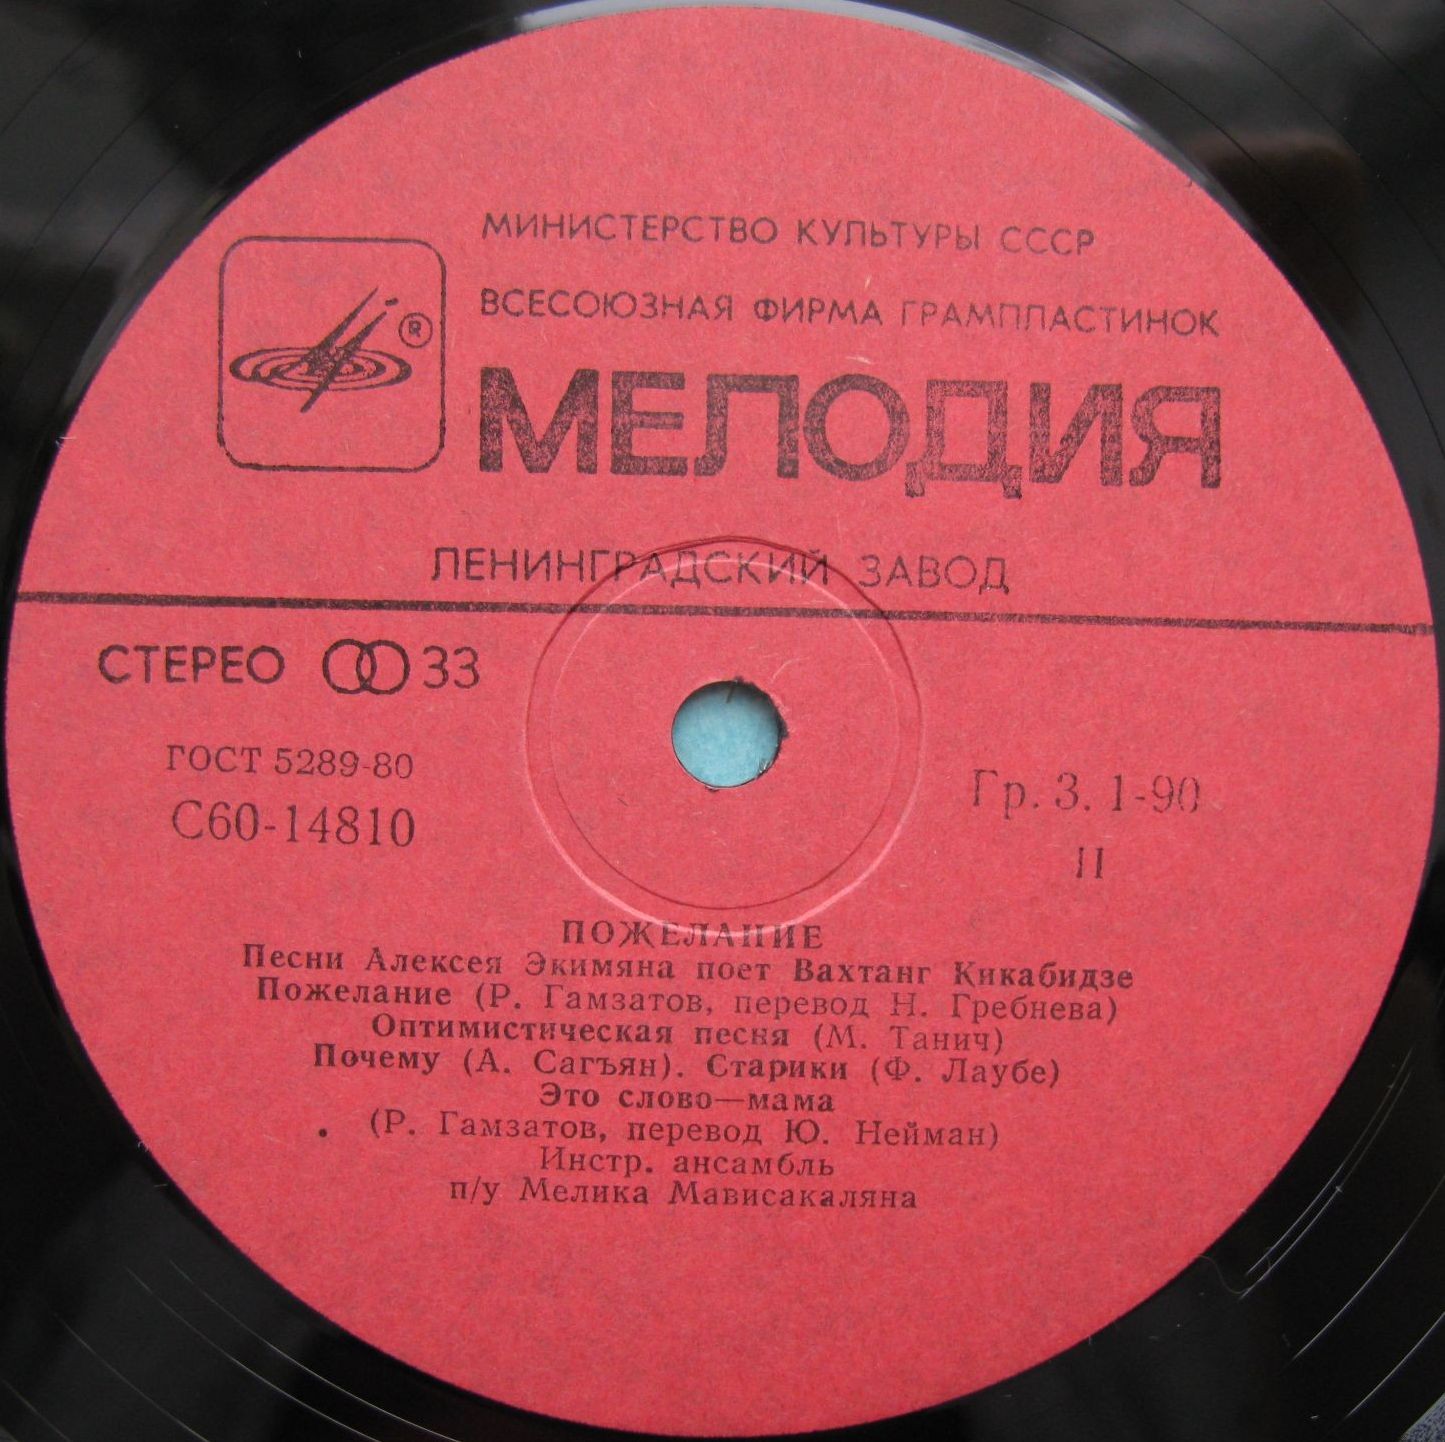 МИНИСТЕРСТВО КУЛЬТУРЫ СССР
ВСЕСОЮЗНАЯ ФИРМА ГРАМПЛАСТИНОК
®
МЕЛОДИЯ
ЛЕНИНГРАДСКИЙ ЗАВОД
СТЕРЕО 33
ГОСТ 5289-80
С60-14810
Гр. 3. 1-90
II
ПОЖЕЛАНИЕ
Песни Алексея Экимяна поет Вахтанг Кикабидзе
Пожелание (Р. Гамзатов, перевод Н. Гребнева)
Оптимистическая песня (М. Танич)
Почему (А. Сагъян). Старики (Ф. Лаубе)
Это слово—мама
(Р. Гамзатов, перевод Ю. Нейман)
Инстр. ансамбль
п/у Мелика Мависакаляна